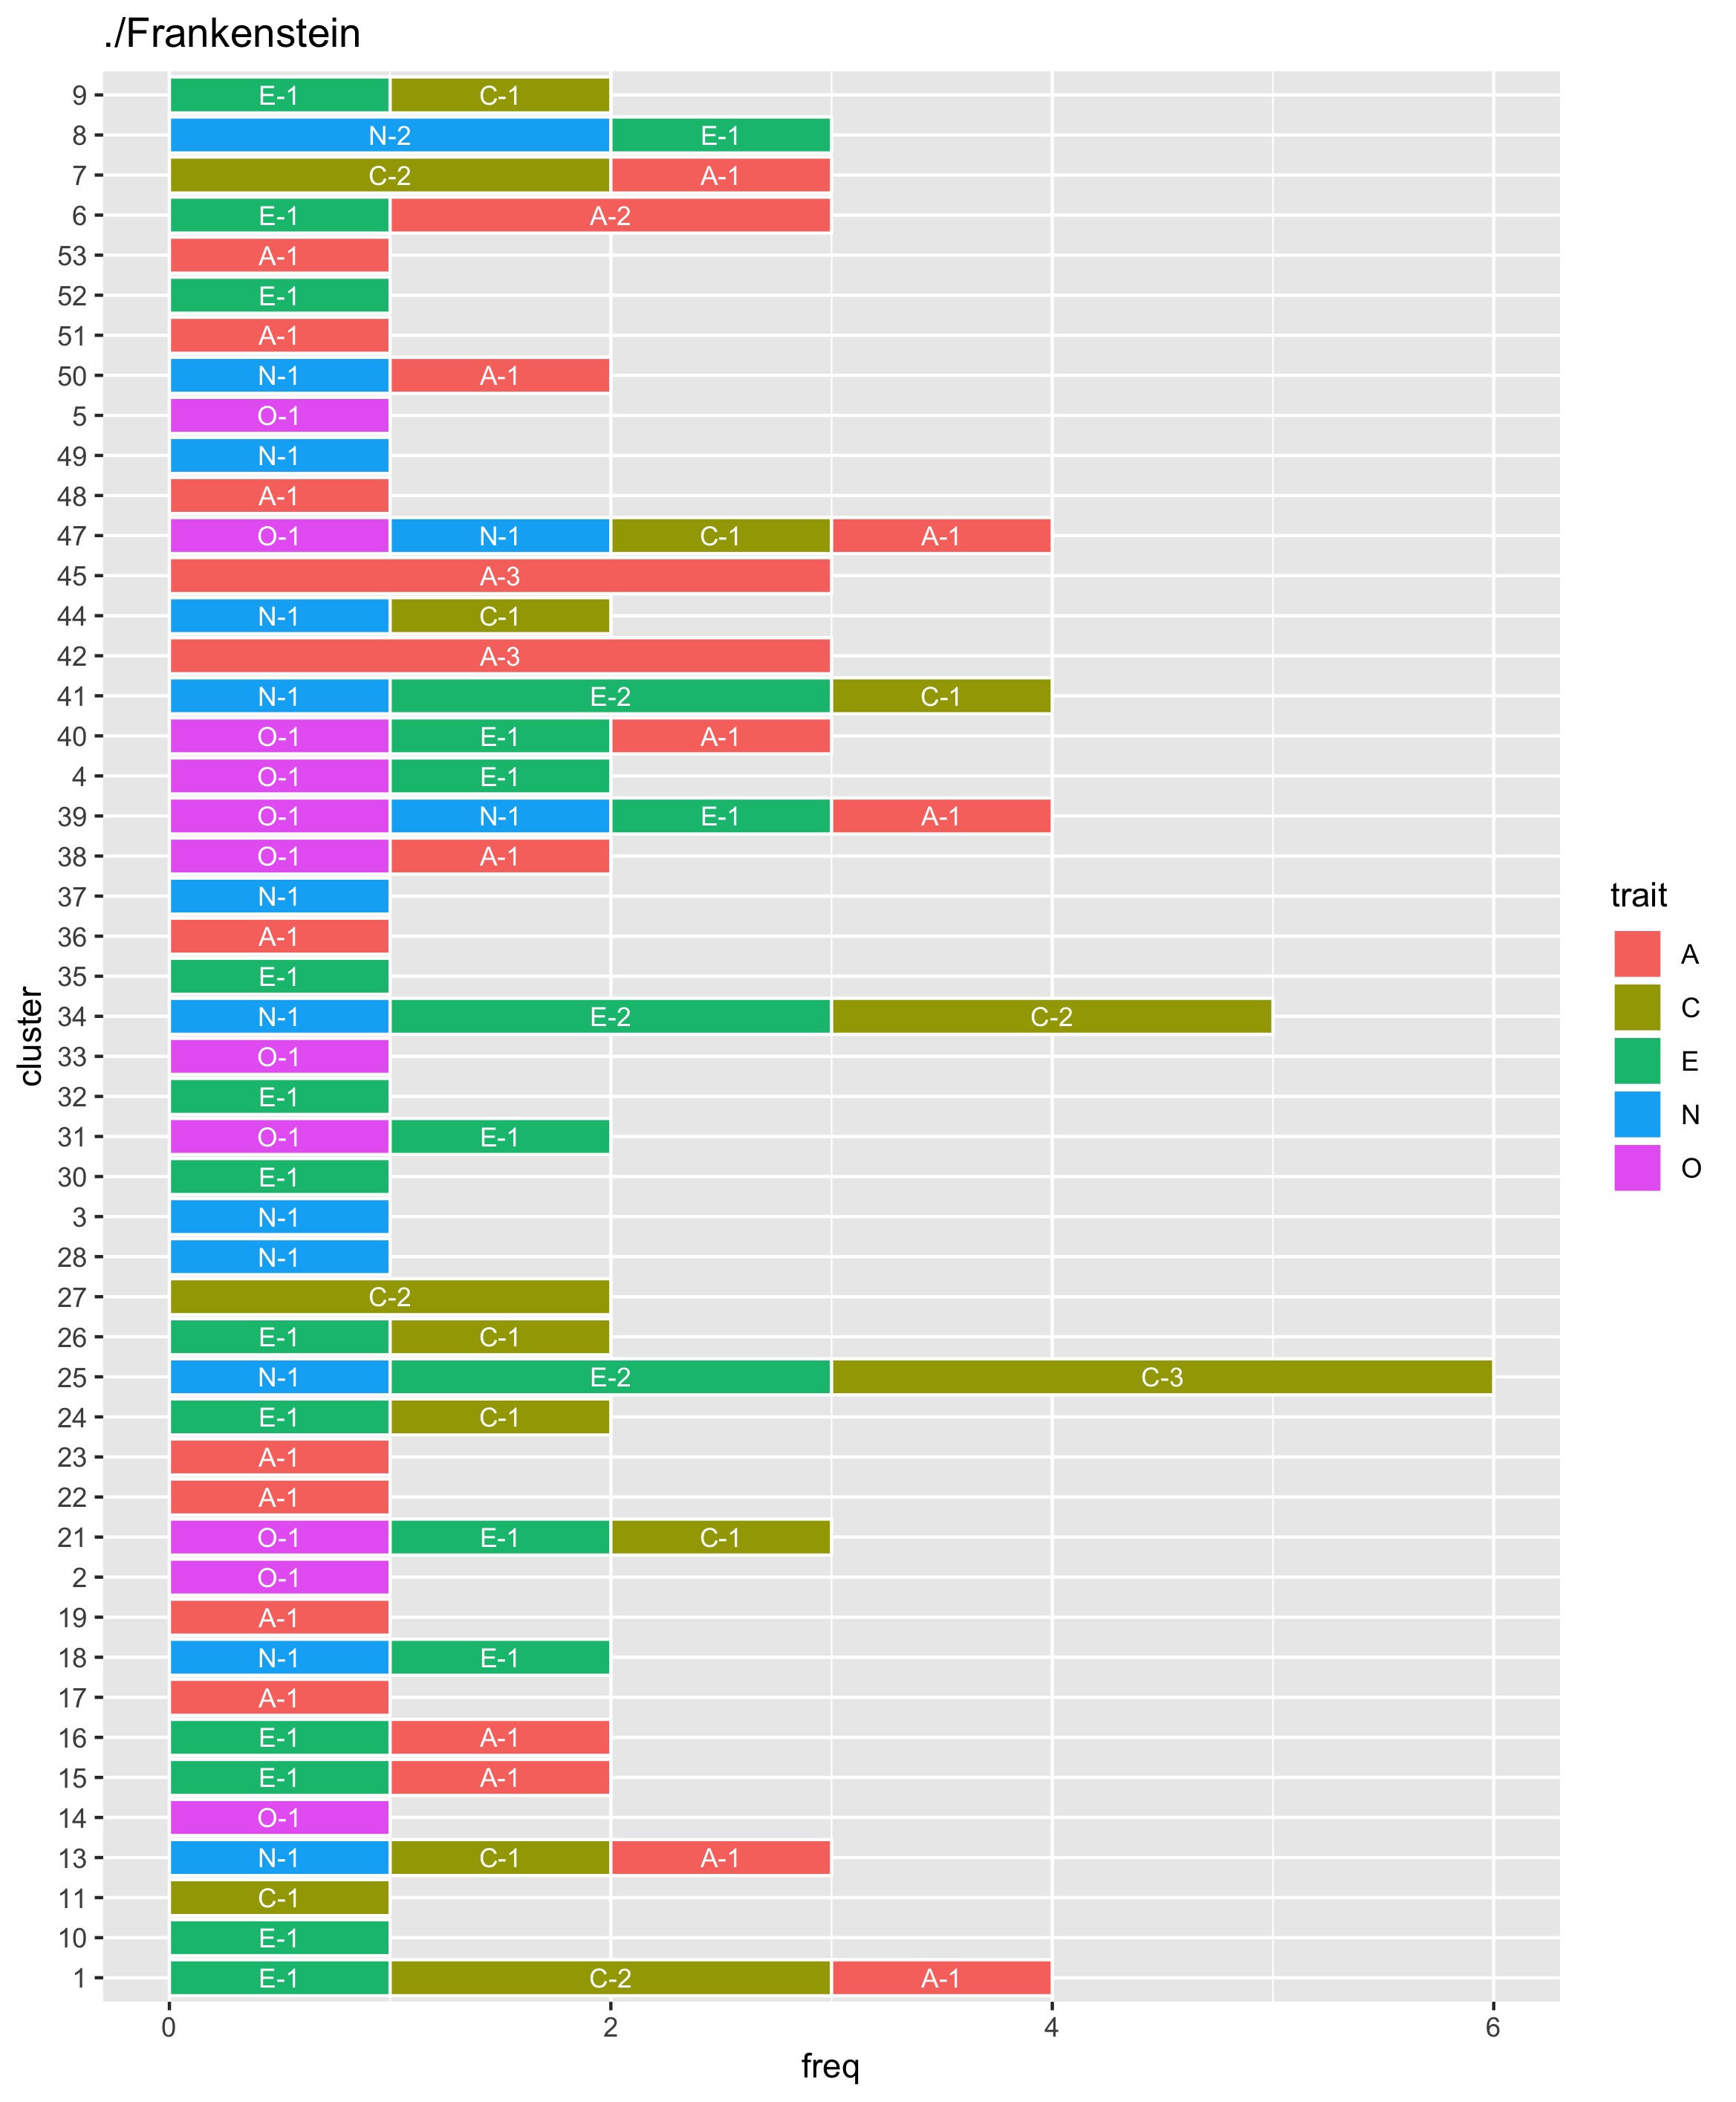 ./Frankenstein
9 E-1 C-1
8 N-2 E-1
7 C-2 A-1
6 E-1 A-2
53 A-1
52 E-1
51 A-1
50 N-1 A-1
5 O-1
49 N-1
48 A-1
47 O-1 N-1 C-1 A-1
45 A-3
44 N-1 C-1
42 A-3
41 N-1 E-2 C-1
40 O-1 E-1 A-1
4 O-1 E-1
39 O-1 N-1 E-1 A-1
38 O-1 A-1
37 N-1
36 A-1
35 E-1
34 N-1 E-2 C-2
33 O-1
32 E-1
31 O-1 E-1
30 E-1
3 N-1
28 N-1
27 C-2
26 E-1 C-1
25 N-1 E-2 C-3
24 E-1 C-1
23 A-1
22 A-1
21 O-1 E-1 C-1
2 O-1
19 A-1
18 N-1 E-1
17 A-1
16 E-1 A-1
15 E-1 A-1
14 O-1
13 N-1 C-1 A-1
11 C-1
10 E-1
1 E-1 C-2 A-1
0 2 4 6
freq
cluster
trait
A
C
E
N
O